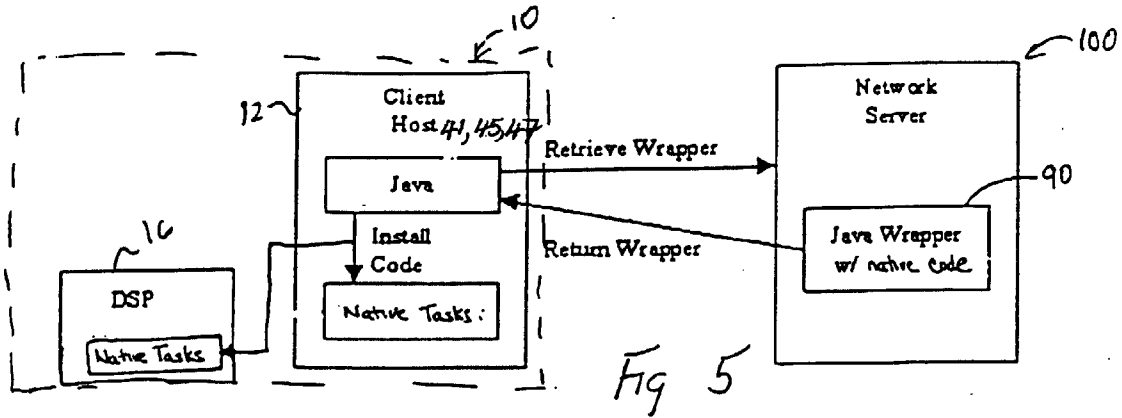 10
100
12
Client
Host 41, 45, 47
Network
Server
Retrieve Wrapper
90
Java
Java Wrapper
w/ native code
Install
Code
Return Wrapper
16
DSP
Native Tasks
Native Tasks
Fig 5